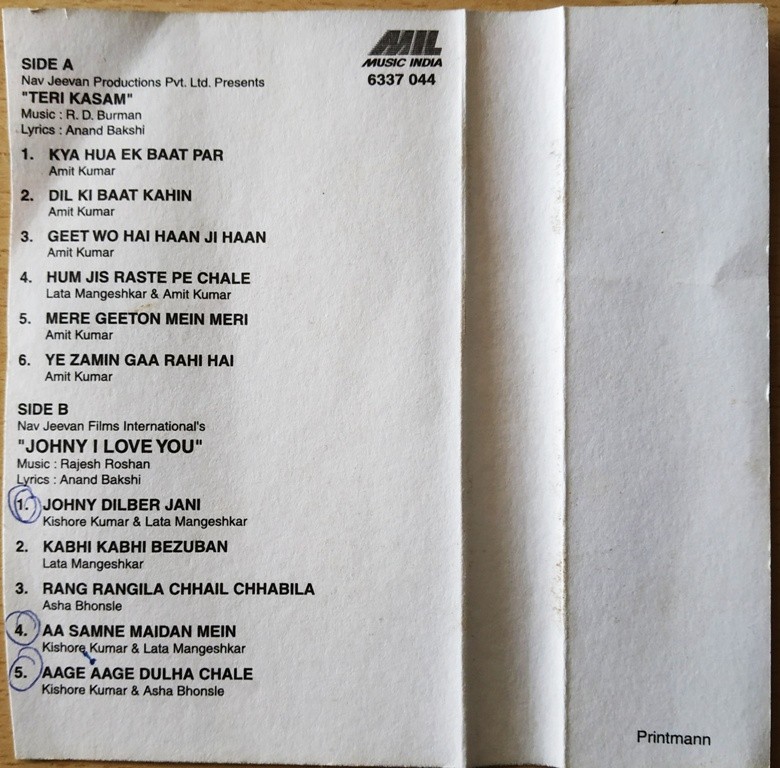 MIL
MUSIC INDIA
6337 044
SIDE A
Nav Jeevan Productions Pvt. Ltd. Presents
"TERI KASAM"
Music : R. D. Burman
Lyrics : Anand Bakshi
1. KYA HUA EK BAAT PAR
Amit Kumar
2. DIL KI BAAT KAHIN
Amit Kumar
3. GEET WO HAI HAAN JI HAAN
Amit Kumar
4. HUM JIS RASTE PE CHALE
Lata Mangeshkar & Amit Kumar
5. MERE GEETON MEIN MERI
Amit Kumar
6. YE ZAMIN GAA RAHI HAI
Amit Kumar
SIDE B
Nav Jeevan Films International's
"JOHNY I LOVE YOU"
Music : Rajesh Roshan
Lyrics : Anand Bakshi
1. JOHNY DILBER JANI
Kishore Kumar & Lata Mangeshkar
2. KABHI KABHI BEZUBAN
Lata Mangeshkar
3. RANG RANGILA CHHAIL CHHABILA
Asha Bhonsle
4. AA SAMNE MAIDAN MEIN
Kishore Kumar & Lata Mangeshkar
5. AAGE AAGE DULHA CHALE
Kishore Kumar & Asha Bhonsle
Printmann